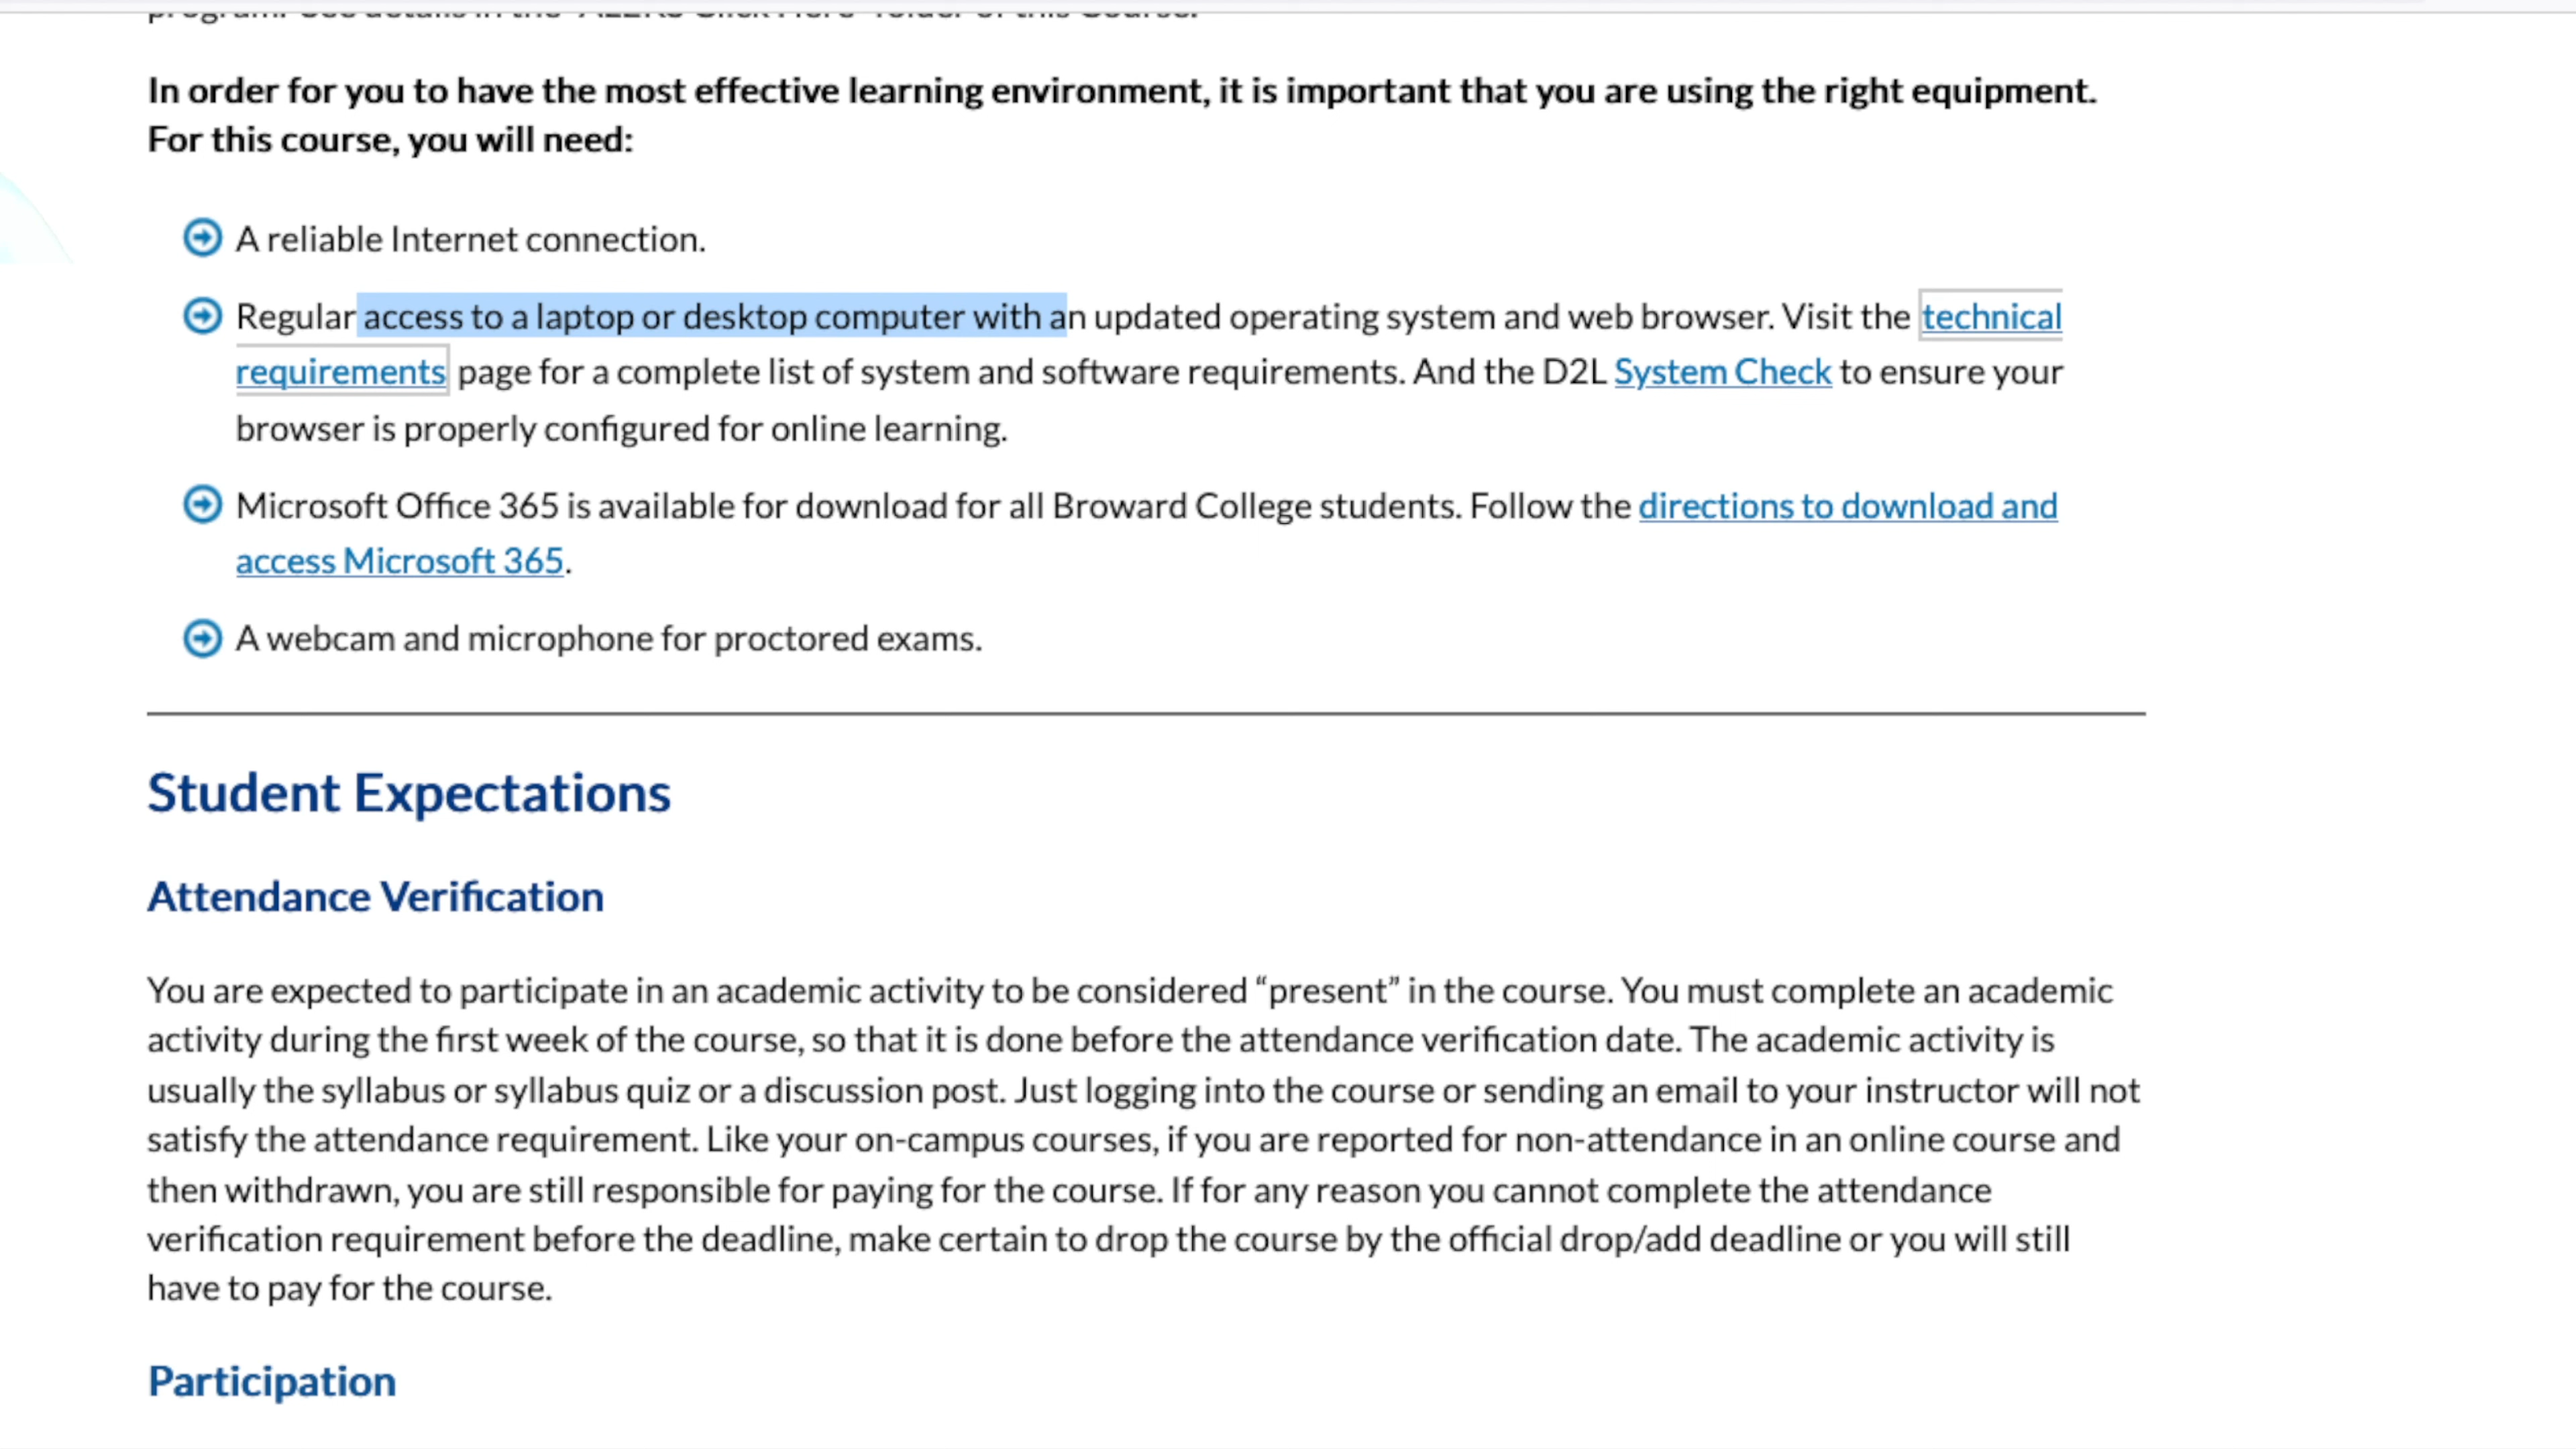 program. See details in the "ALEKS Click Here" folder of this Course.
In order for you to have the most effective learning environment, it is important that you are using the right equipment.
For this course, you will need:
A reliable Internet connection.
Regular access to a laptop or desktop computer with an updated operating system and web browser. Visit the technical
requirements page for a complete list of system and software requirements. And the D2L System Check to ensure your
browser is properly configured for online learning.
Microsoft Office 365 is available for download for all Broward College students. Follow the directions to download and
access Microsoft 365.
A webcam and microphone for proctored exams.
Student Expectations
Attendance Verification
You are expected to participate in an academic activity to be considered “present” in the course. You must complete an academic
activity during the first week of the course, so that it is done before the attendance verification date. The academic activity is
usually the syllabus or syllabus quiz or a discussion post. Just logging into the course or sending an email to your instructor will not
satisfy the attendance requirement. Like your on-campus courses, if you are reported for non-attendance in an online course and
then withdrawn, you are still responsible for paying for the course. If for any reason you cannot complete the attendance
verification requirement before the deadline, make certain to drop the course by the official drop/add deadline or you will still
have to pay for the course.
Participation